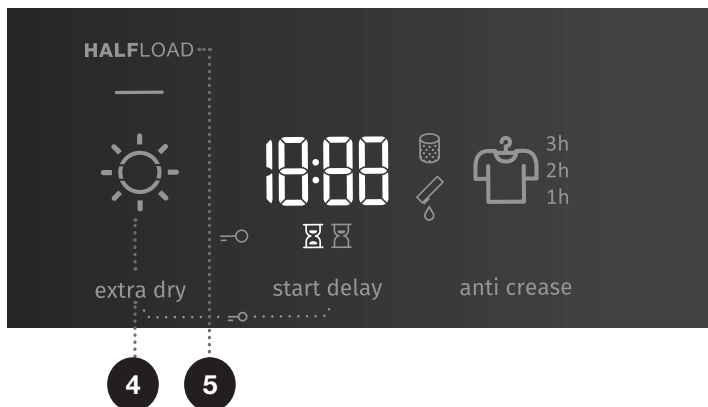 HALFLOAD
18:88
3h
2h
1h
extra dry
start delay
anti crease
4
5